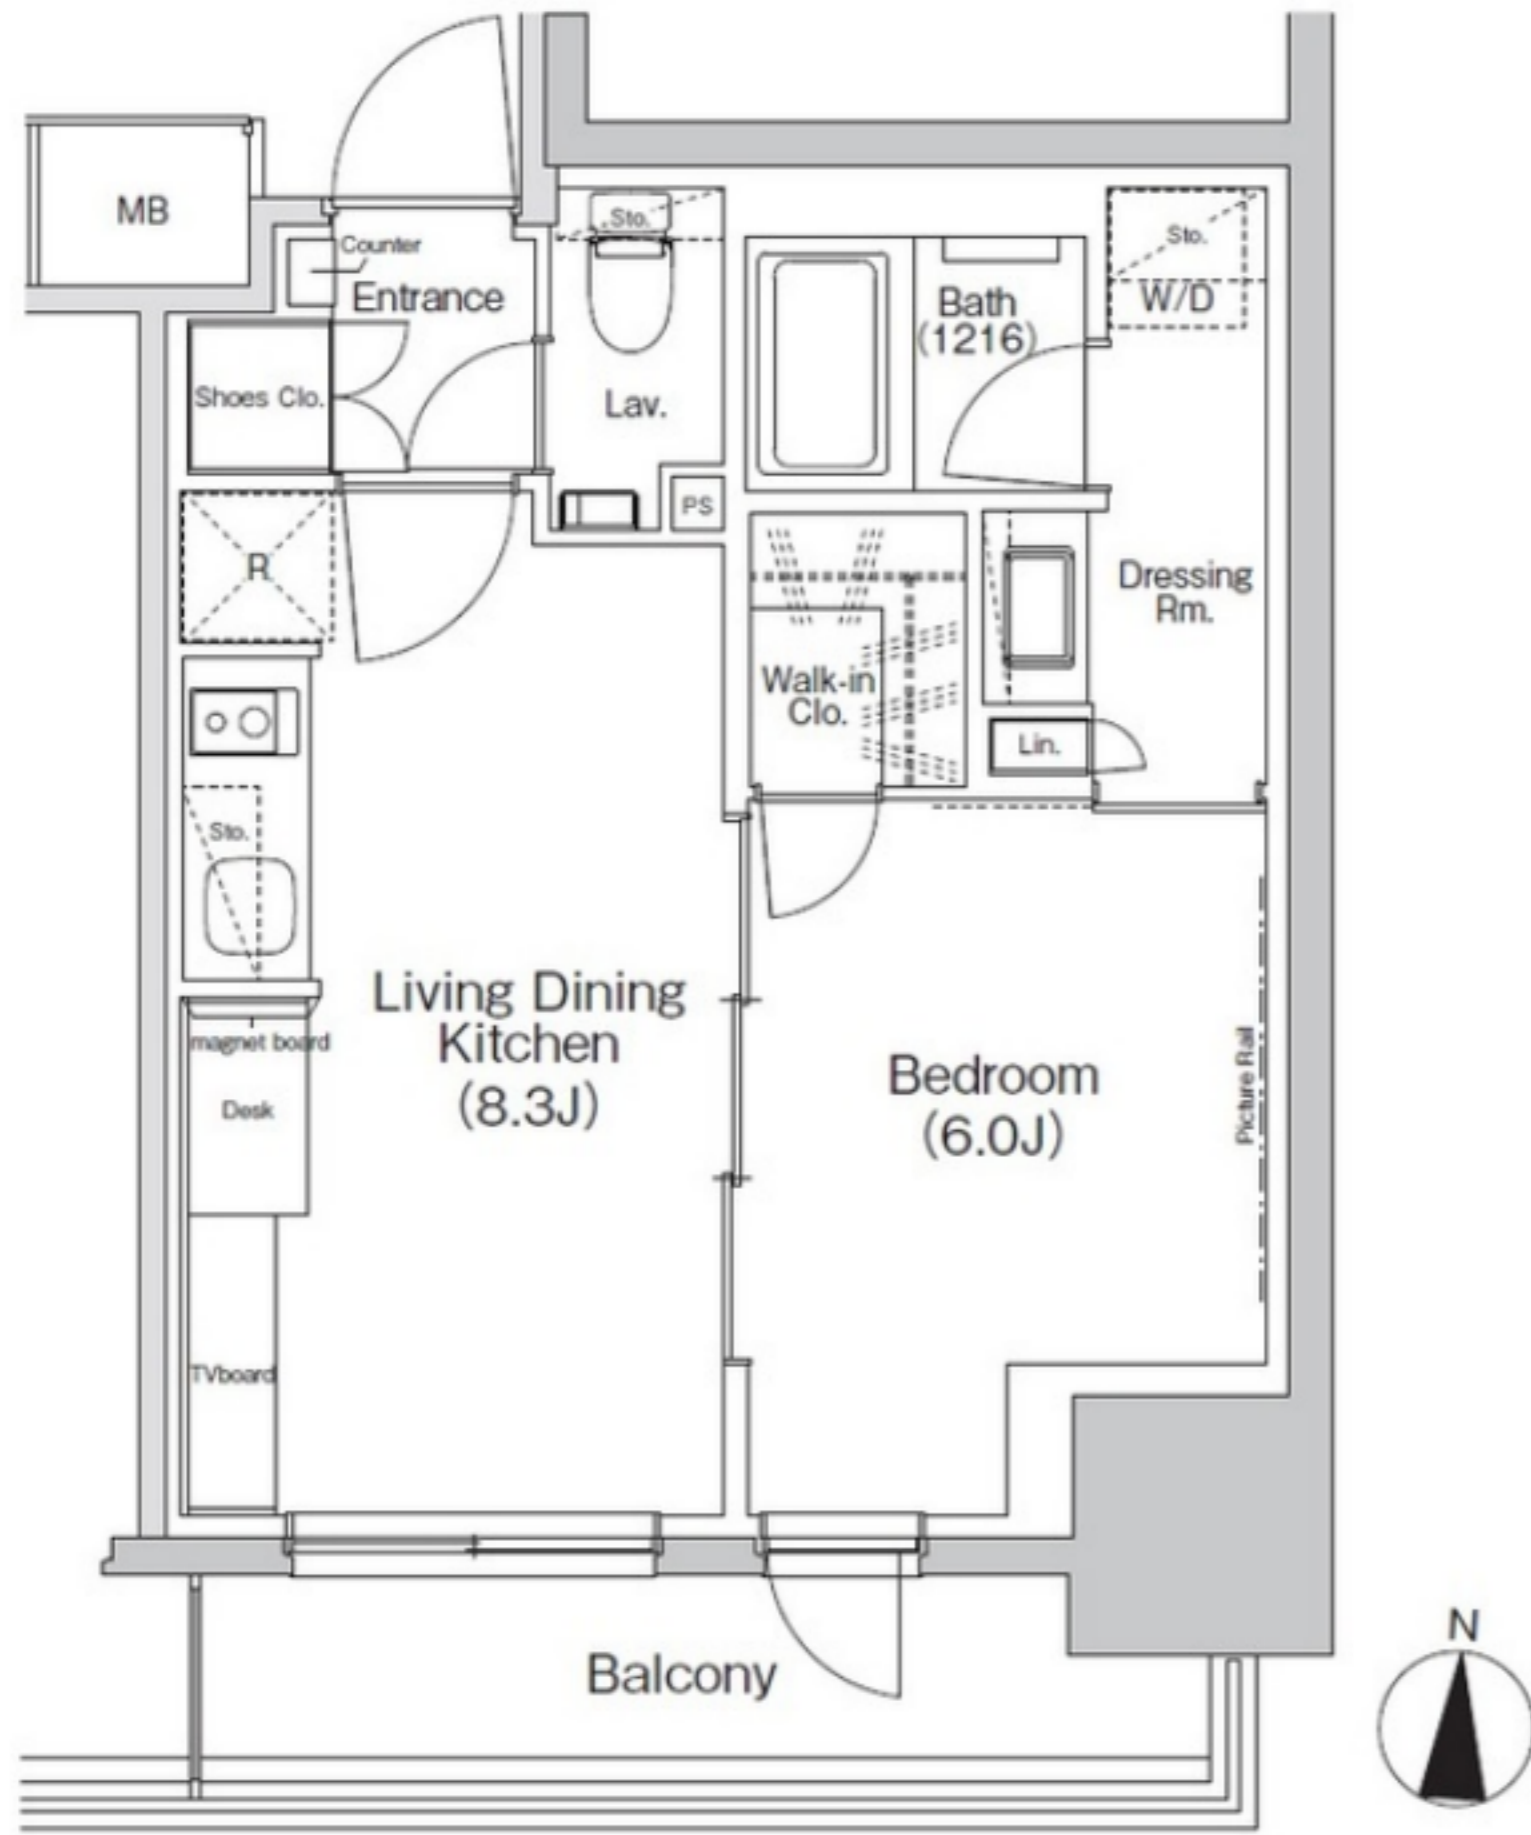 MB
Counter
Entrance
Sto.
Bath
(1216)
Sto.
W/D
Shoes Clo.
Lav.
PS
R
Dressing
Rm.
Walk-in
Clo.
Lin.
Sto.
Living Dining
Kitchen
(8.3J)
magnet board
Desk
Bedroom
(6.0J)
Picture Rail
TVboard
Balcony
N